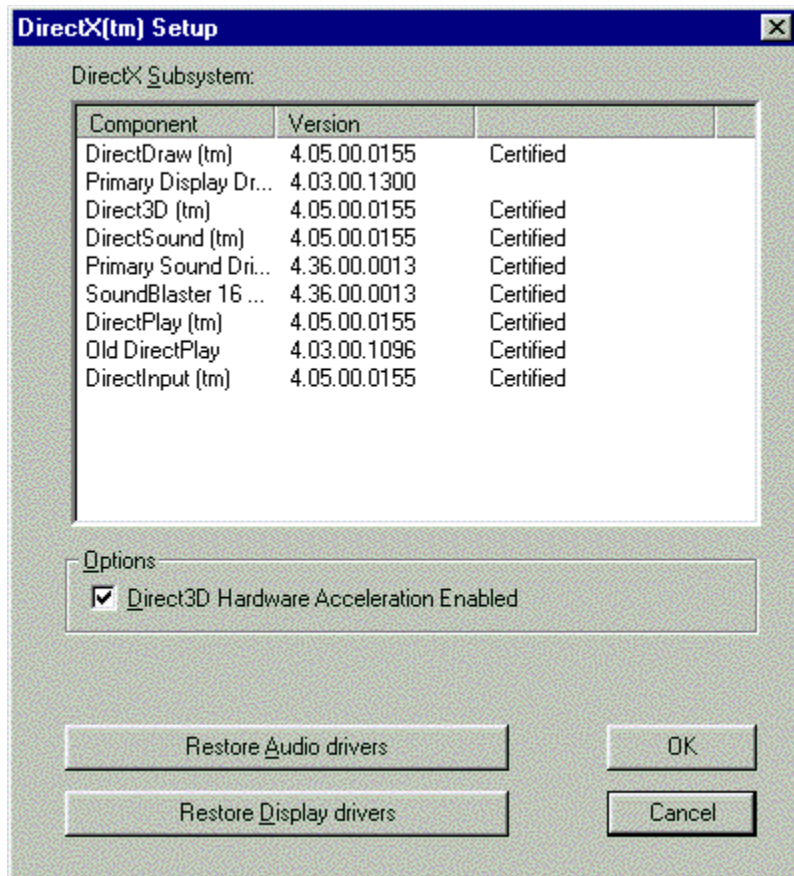 DirectX(tm) Setup
DirectX Subsystem:
Component Version
DirectDraw (tm) 4.05.00.0155 Certified
Primary Display Dr... 4.03.00.1300
Direct3D (tm) 4.05.00.0155 Certified
DirectSound (tm) 4.05.00.0155 Certified
Primary Sound Dri... 4.36.00.0013 Certified
SoundBlaster 16 ... 4.36.00.0013 Certified
DirectPlay (tm) 4.05.00.0155 Certified
Old DirectPlay 4.03.00.1096 Certified
DirectInput (tm) 4.05.00.0155 Certified
Options
Direct3D Hardware Acceleration Enabled
Restore Audio drivers OK
Restore Display drivers Cancel